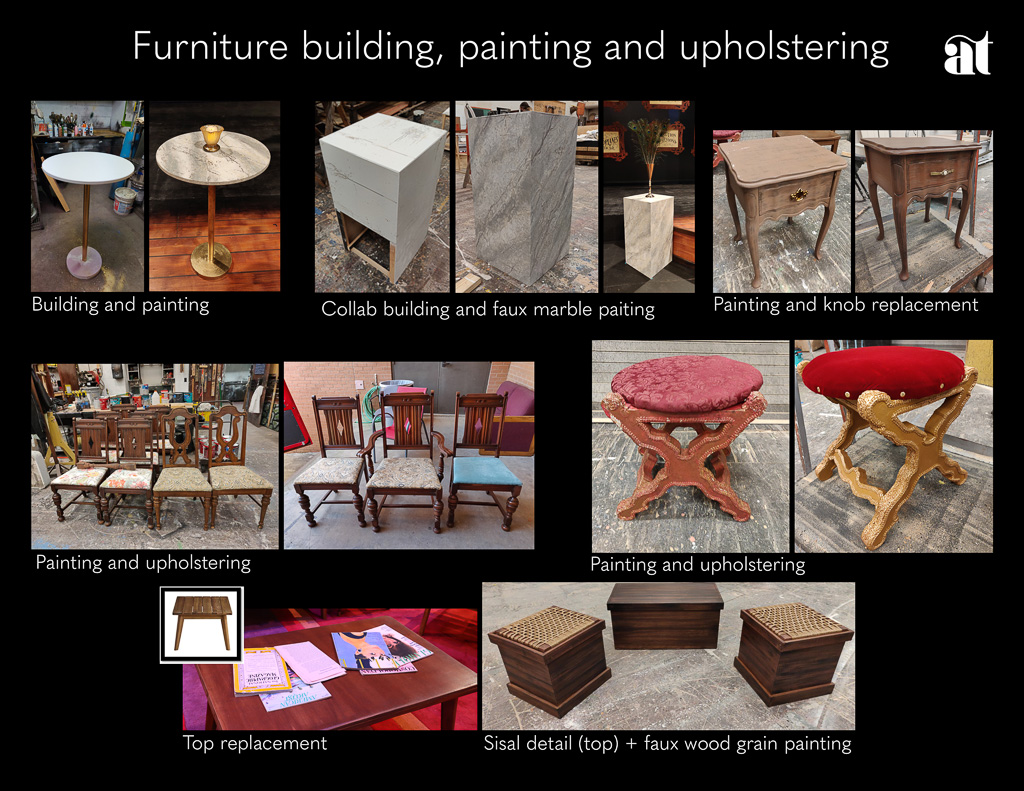 Furniture building, painting and upholstering
at
Building and painting
Collab building and faux marble paiting
Painting and knob replacement
Painting and upholstering
Painting and upholstering
Top replacement
Sisal detail (top) + faux wood grain painting